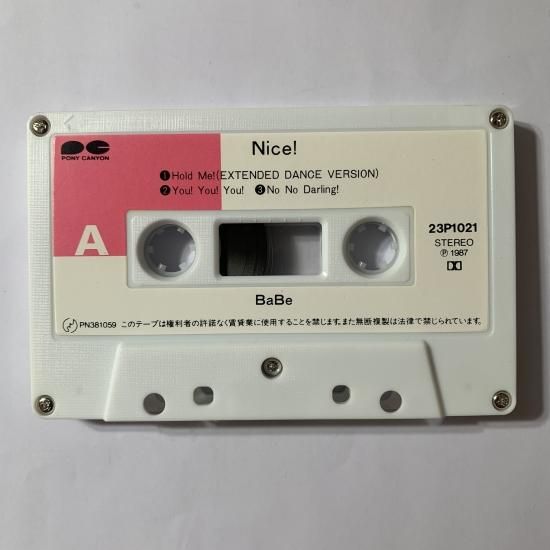 PONY CANYON
Nice!
❶Hold Me!(EXTENDED DANCE VERSION)
❷You! You! You! ❸No No Darling!
A
23P1021
STEREO
Ⓟ 1987
BaBe
PN381059 このテープは権利者の許諾なく賃貸業に使用することを禁じます。また無断複製は法律で禁じられています。